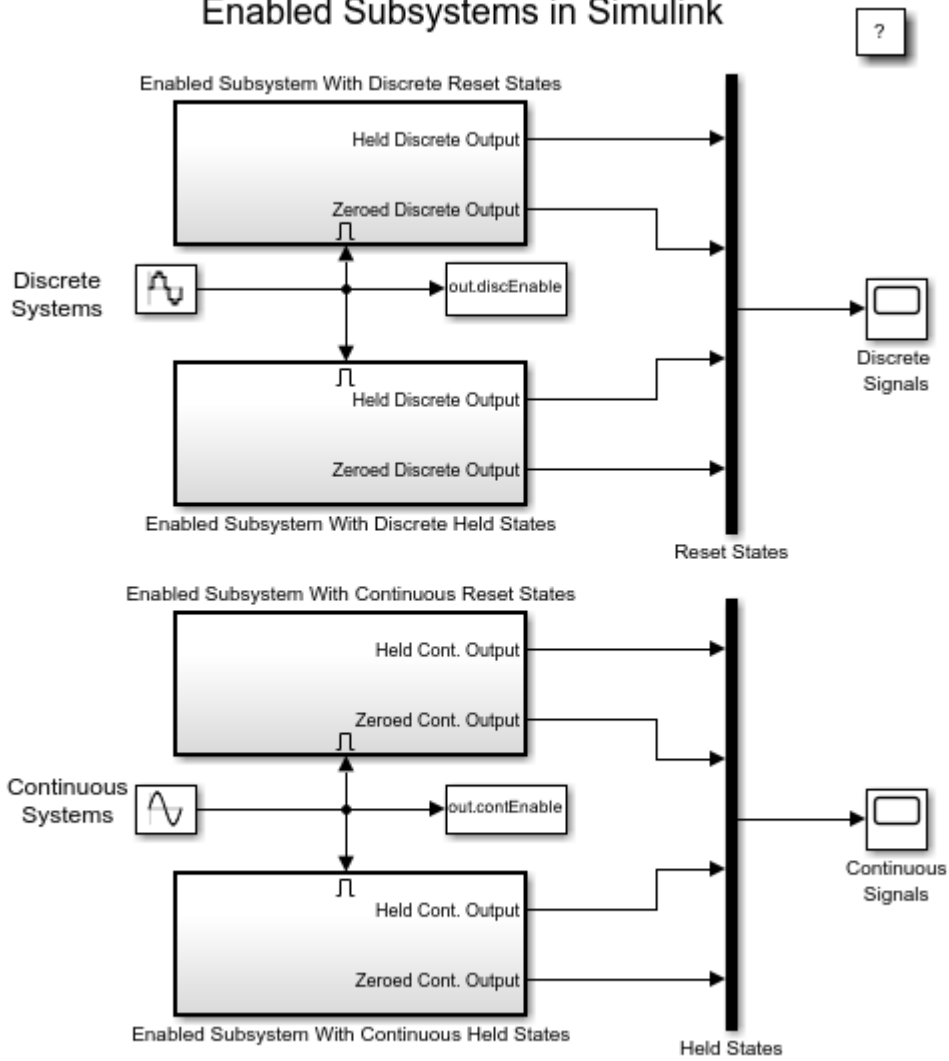 Enabled Subsystems in Simulink
?
Enabled Subsystem With Discrete Reset States
Held Discrete Output
Zeroed Discrete Output
Discrete
Systems
out.discEnable
Discrete
Signals
Held Discrete Output
Zeroed Discrete Output
Enabled Subsystem With Discrete Held States
Reset States
Enabled Subsystem With Continuous Reset States
Held Cont. Output
Zeroed Cont. Output
Continuous
Systems
out.contEnable
Continuous
Signals
Held Cont. Output
Zeroed Cont. Output
Enabled Subsystem With Continuous Held States
Held States